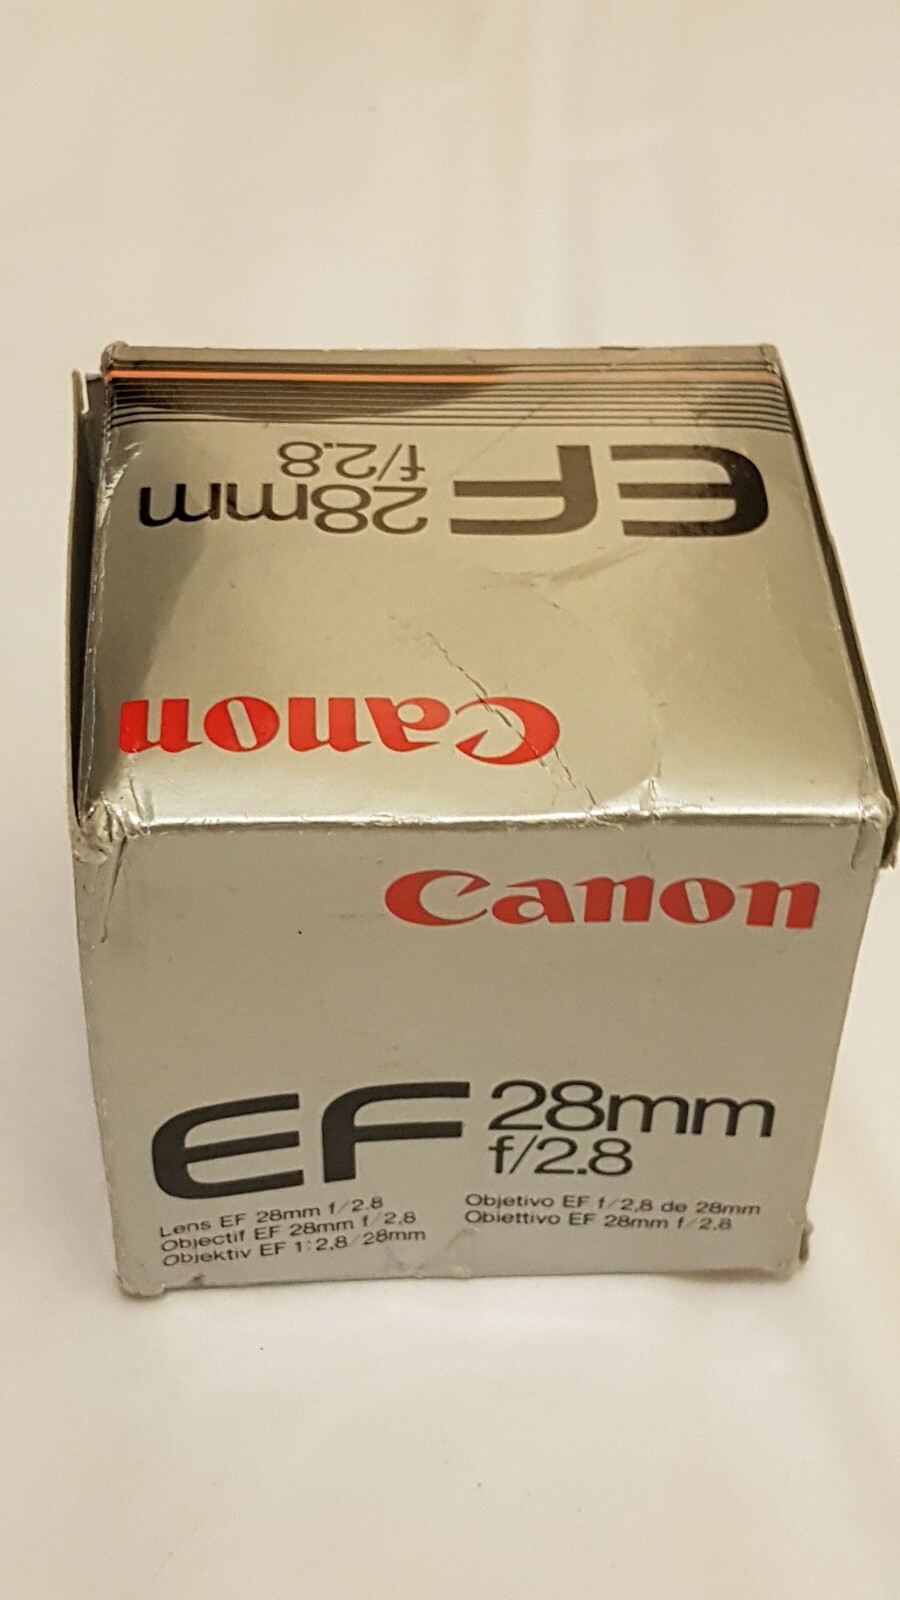 EF 28mm
f/2.8
Canon
Canon
EF 28mm
f/2.8
Lens EF 28mm f/2.8
Objectif EF 28mm f/2,8
Objektiv EF 1:2,8/28mm
Objetivo EF f/2,8 de 28mm
Obiettivo EF 28mm f/2,8